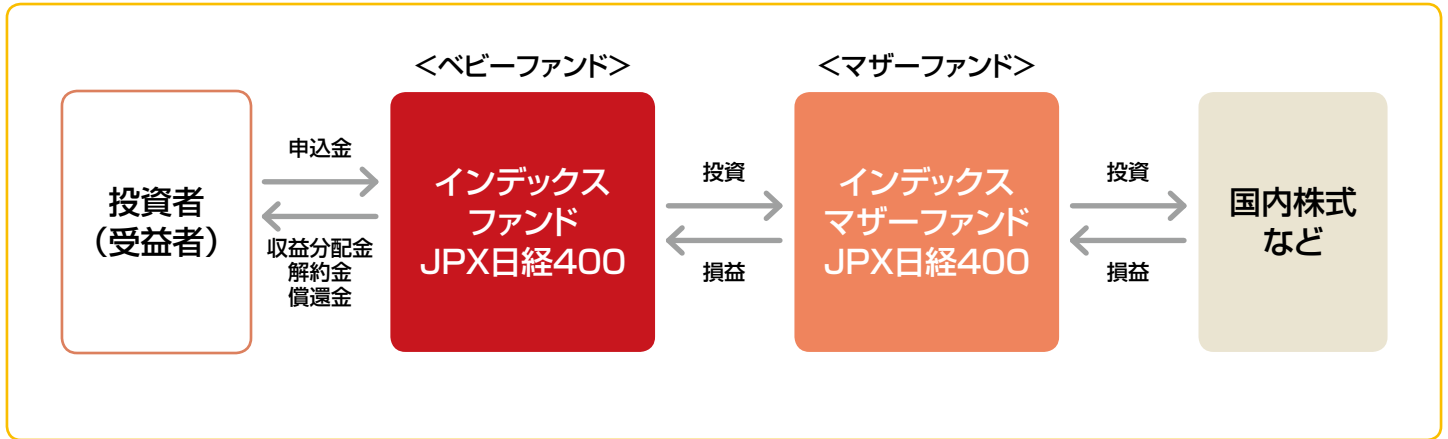 <ベビーファンド>
<マザーファンド>
投資者
（受益者）
申込金
収益分配金
解約金
償還金
インデックス
ファンド
JPX日経400
投資
損益
インデックス
マザーファンド
JPX日経400
投資
損益
国内株式
など